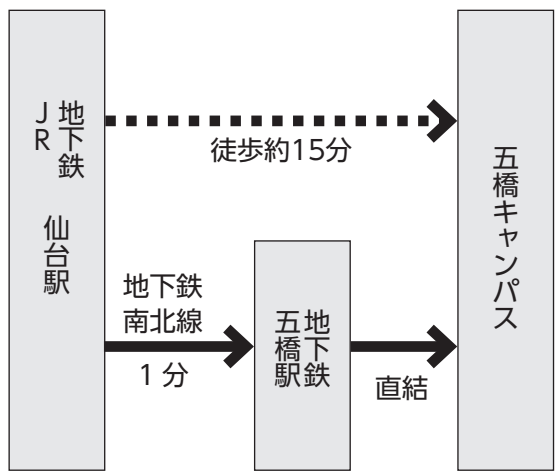 地下鉄
JR
仙台駅
徒歩約15分
地下鉄
南北線
1分
地下鉄
五橋駅
直結
五橋キャンパス